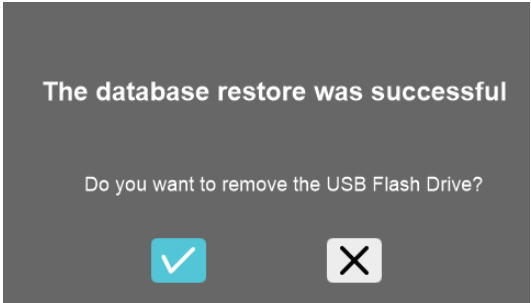 The database restore was successful
Do you want to remove the USB Flash Drive?